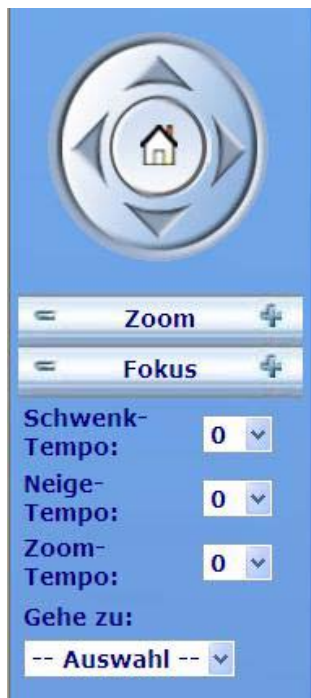 Zoom
Fokus
Schwenk-
Tempo: 0
Neige-
Tempo: 0
Zoom-
Tempo: 0
Gehe zu:
-- Auswahl --